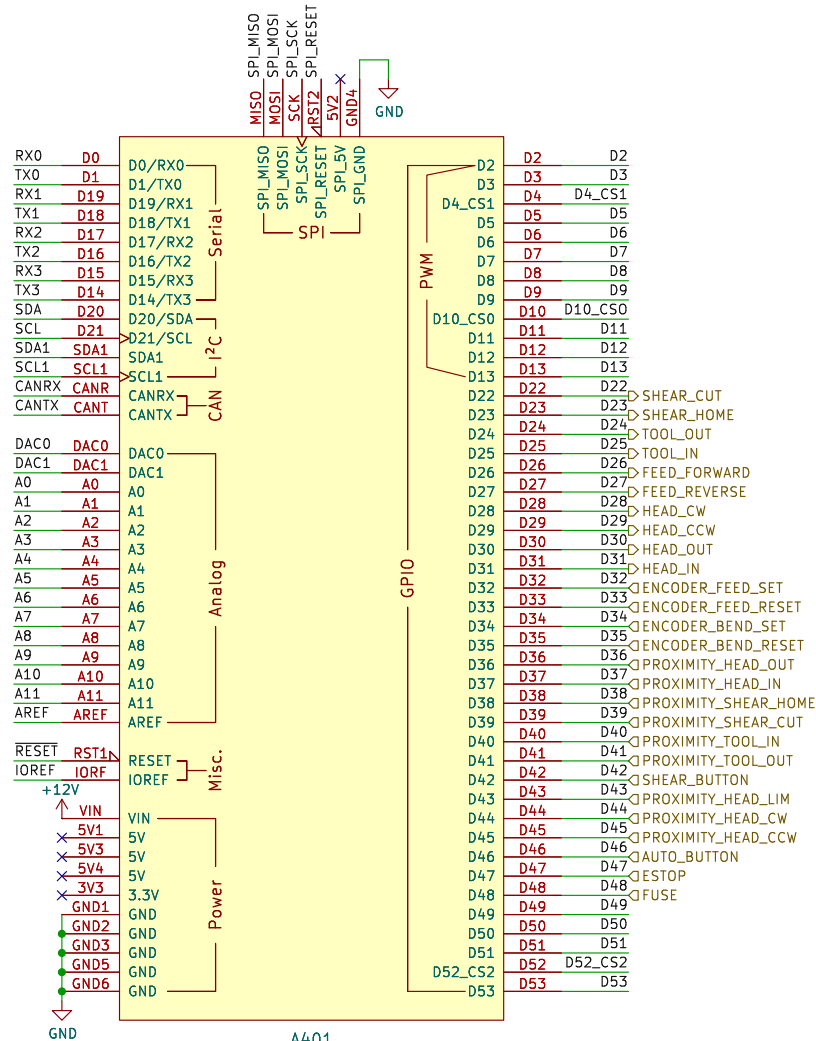 SPI_MISO SPI_MOSI SPI_SCK SPI_RESET
MISO MOSI SCK RST2 5V2 GND4
GND
SPI_MISO SPI_MOSI SPI_SCK SPI_RESET SPI_5V SPI_GND
SPI
RX0 D0 D0/RX0 D2 D2 D2
TX0 D1 D1/TX0 D3 D3 D3
RX1 D19 D19/RX1 D4_CS1 D4 D4_CS1
TX1 D18 D18/TX1 D5 D5 D5
Serial
RX2 D17 D17/RX2 D6 D6 D6
TX2 D16 D16/TX2 D7 D7 D7
PWM
RX3 D15 D15/RX3 D8 D8 D8
TX3 D14 D14/TX3 D9 D9 D9
SDA D20 D20/SDA D10_CS0 D10 D10_CS0
SCL D21 D21/SCL D11 D11 D11
I²C
SDA1 SDA1 SDA1 D12 D12 D12
SCL1 SCL1 SCL1 D13 D13 D13
CANRX CANR CANRX D22 D22 D22 SHEAR_CUT
CAN
CANTX CANT CANTX D23 D23 D23 SHEAR_HOME
D24 D24 D24 TOOL_OUT
DAC0 DAC0 DAC0 D25 D25 D25 TOOL_IN
DAC1 DAC1 DAC1 D26 D26 D26 FEED_FORWARD
A0 A0 A0 D27 D27 D27 FEED_REVERSE
A1 A1 A1 D28 D28 D28 HEAD_CW
A2 A2 A2 D29 D29 D29 HEAD_CCW
A3 A3 A3 D30 D30 D30 HEAD_OUT
A4 A4 A4 D31 D31 D31 HEAD_IN
Analog GPIO
A5 A5 A5 D32 D32 D32 ENCODER_FEED_SET
A6 A6 A6 D33 D33 D33 ENCODER_FEED_RESET
A7 A7 A7 D34 D34 D34 ENCODER_BEND_SET
A8 A8 A8 D35 D35 D35 ENCODER_BEND_RESET
A9 A9 A9 D36 D36 D36 PROXIMITY_HEAD_OUT
A10 A10 A10 D37 D37 D37 PROXIMITY_HEAD_IN
A11 A11 A11 D38 D38 D38 PROXIMITY_SHEAR_HOME
AREF AREF AREF D39 D39 D39 PROXIMITY_SHEAR_CUT
D40 D40 D40 PROXIMITY_TOOL_IN
RESET RST1 RESET D41 D41 D41 PROXIMITY_TOOL_OUT
Misc.
IOREF IORF IOREF D42 D42 D42 SHEAR_BUTTON
+12V D43 D43 D43 PROXIMITY_HEAD_LIM
VIN VIN D44 D44 D44 PROXIMITY_HEAD_CW
5V1 5V D45 D45 D45 PROXIMITY_HEAD_CCW
5V3 5V D46 D46 D46 AUTO_BUTTON
5V4 5V D47 D47 D47 ESTOP
3V3 3.3V D48 D48 D48 FUSE
Power
GND1 GND D49 D49 D49
GND2 GND D50 D50 D50
GND3 GND D51 D51 D51
GND5 GND D52_CS2 D52 D52_CS2
GND6 GND D53 D53 D53
GND
A401